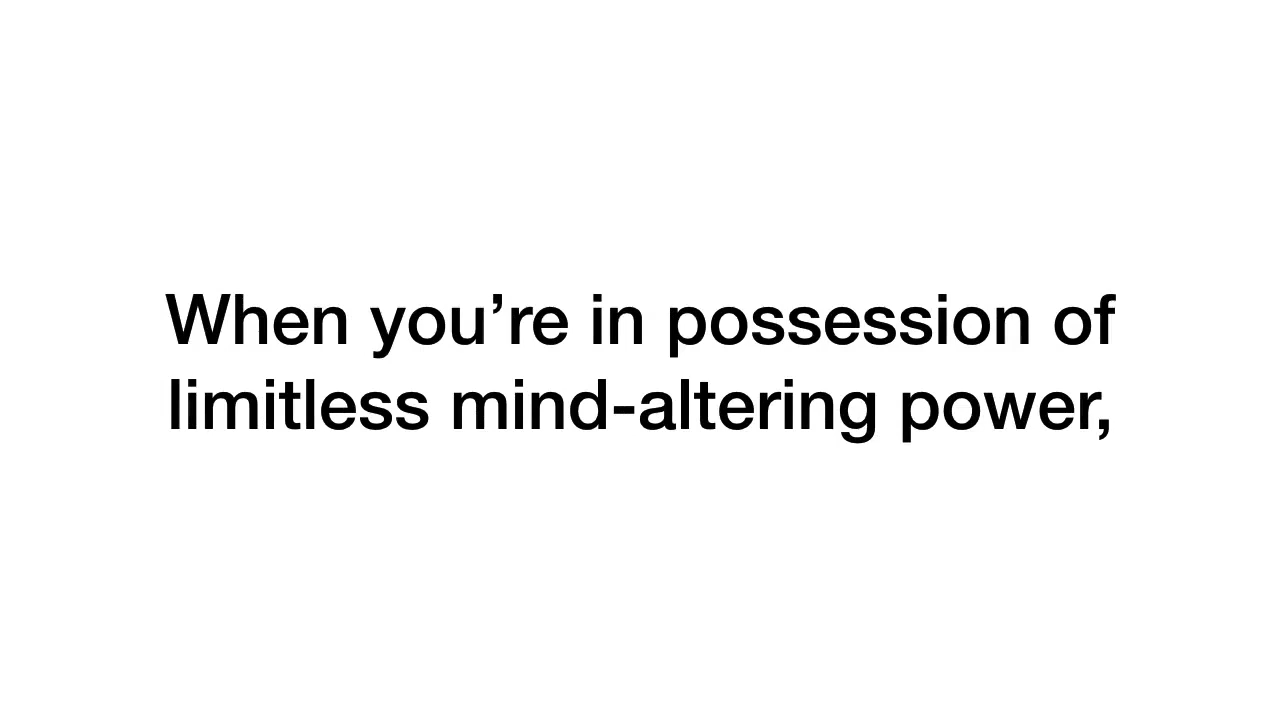 When you’re in possession of
limitless mind-altering power,